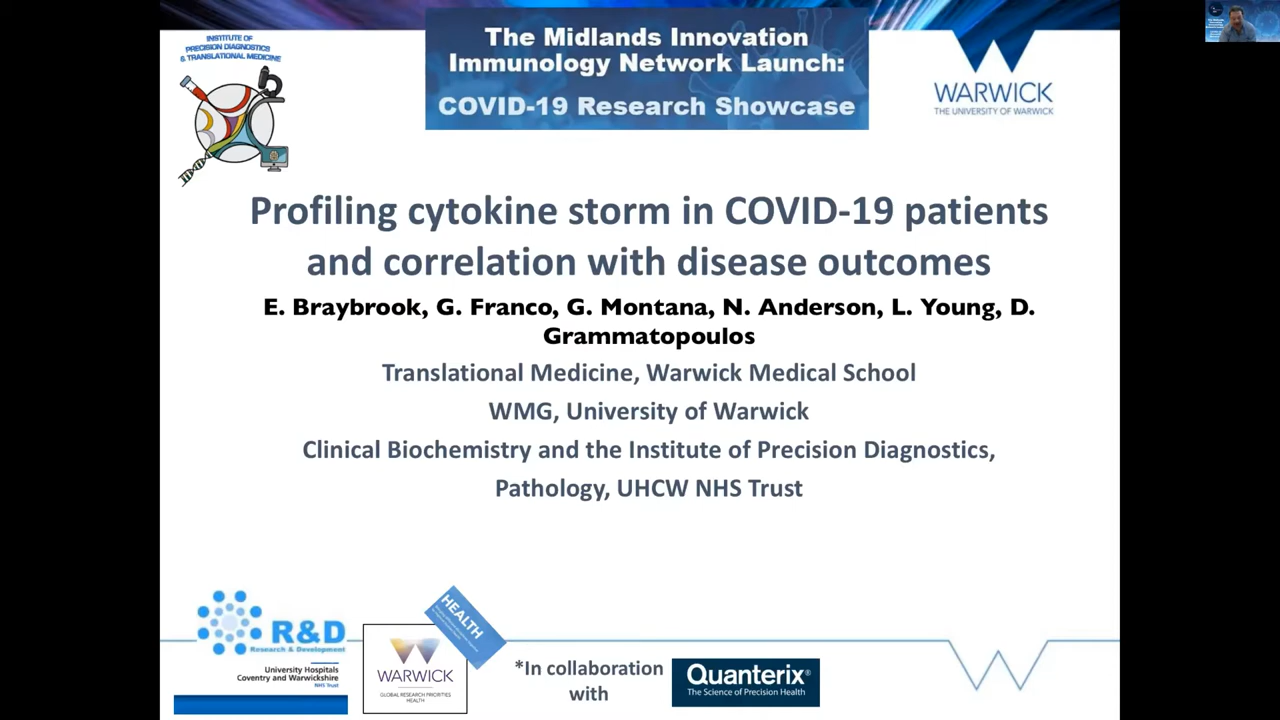 INSTITUTE OF
PRECISION DIAGNOSTICS
& TRANSLATIONAL MEDICINE
The Midlands Innovation
Immunology Network Launch:
COVID-19 Research Showcase
WARWICK
THE UNIVERSITY OF WARWICK
Profiling cytokine storm in COVID-19 patients
and correlation with disease outcomes
E. Braybrook, G. Franco, G. Montana, N. Anderson, L. Young, D.
Grammatopoulos
Translational Medicine, Warwick Medical School
WMG, University of Warwick
Clinical Biochemistry and the Institute of Precision Diagnostics,
Pathology, UHCW NHS Trust
R&D
Research & Development
University Hospitals
Coventry and Warwickshire
NHS Trust
HEALTH
WARWICK
GLOBAL RESEARCH PRIORITIES
HEALTH
*In collaboration
with
Quanterix®
The Science of Precision Health